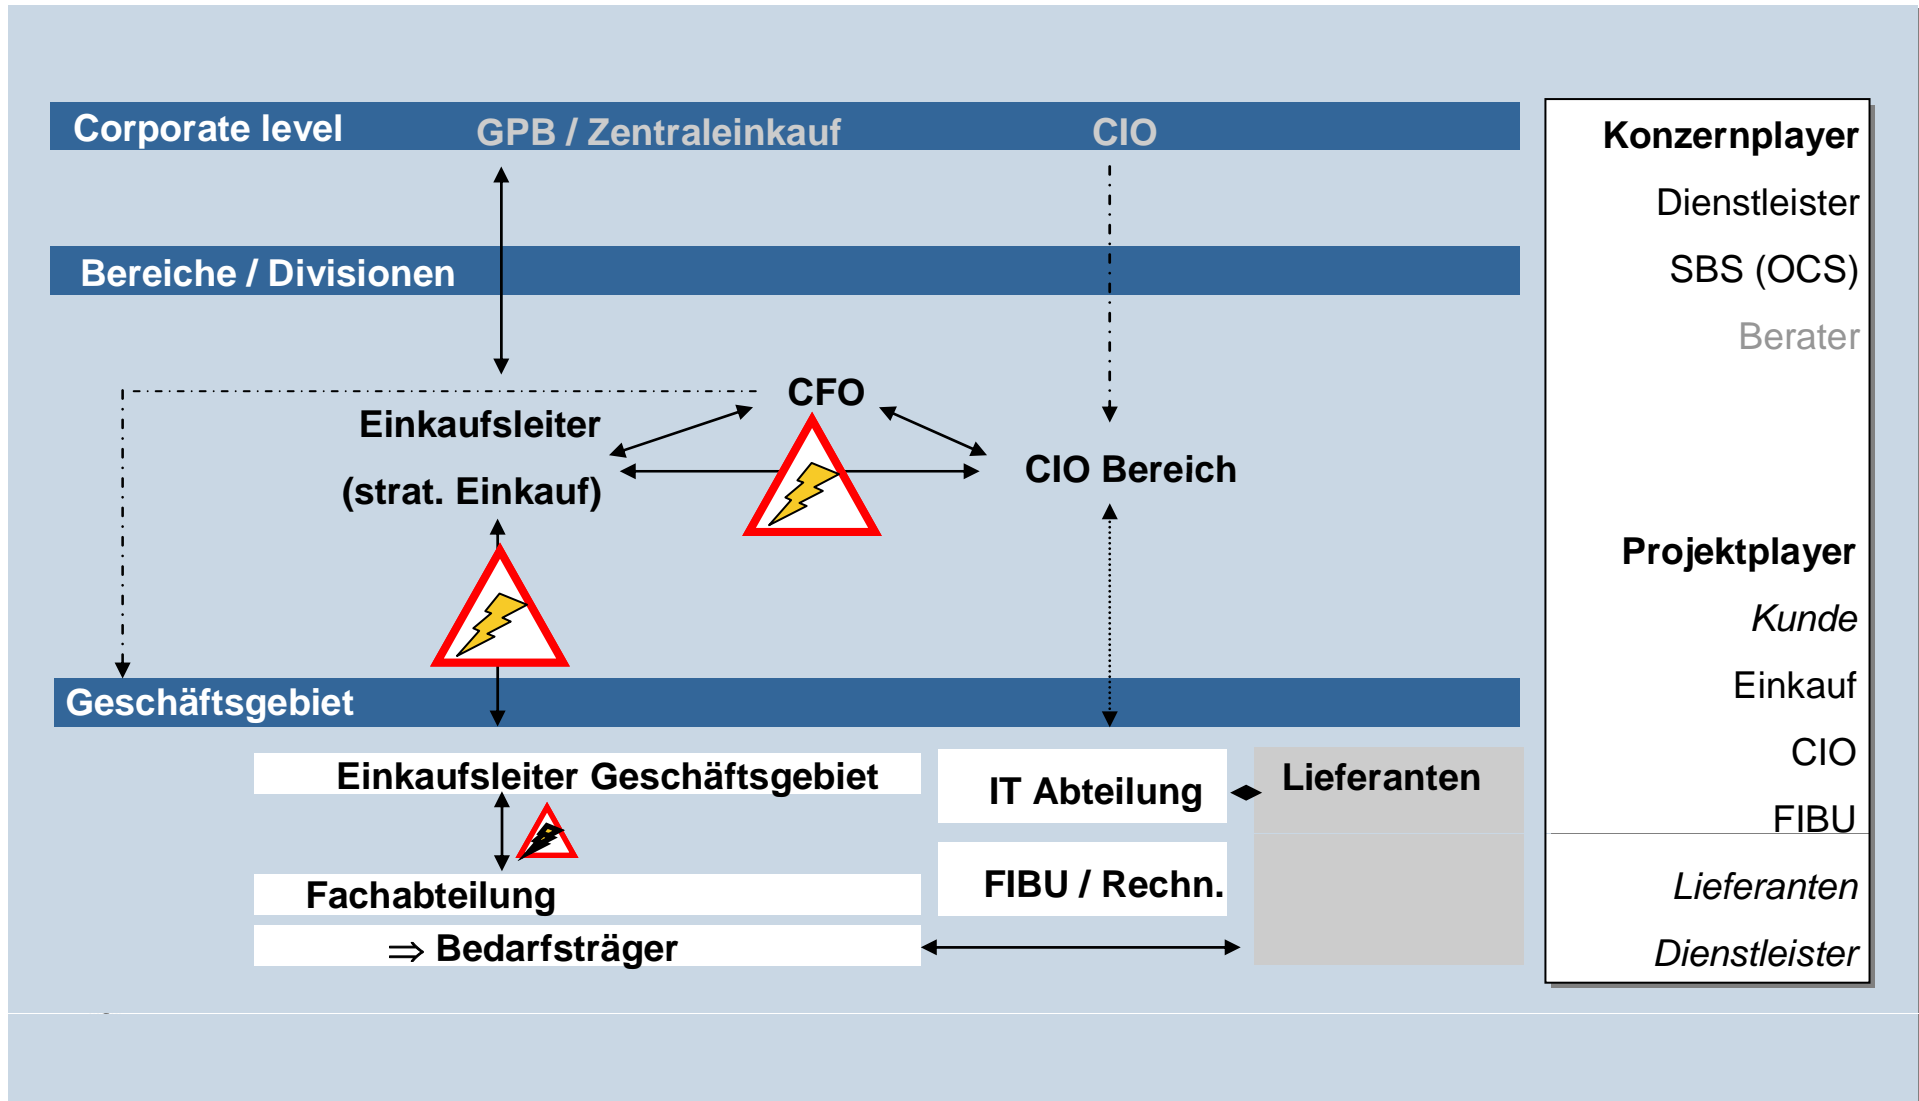 Corporate level
GPB / Zentraleinkauf
CIO
Bereiche / Divisionen
CFO
Einkaufsleiter
(strat. Einkauf)
CIO Bereich
Geschäftsgebiet
Einkaufsleiter Geschäftsgebiet
IT Abteilung
Lieferanten
Fachabteilung
FIBU / Rechn.
⇒ Bedarfsträger
Konzernplayer
Dienstleister
SBS (OCS)
Berater
Projektplayer
Kunde
Einkauf
CIO
FIBU
Lieferanten
Dienstleister